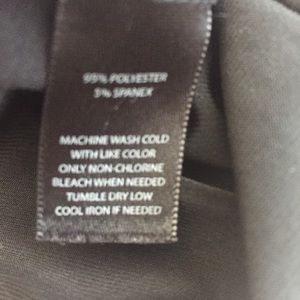 95% POLYESTER
5% SPANEX
MACHINE WASH COLD
WITH LIKE COLOR
ONLY NON-CHLORINE
BLEACH WHEN NEEDED
TUMBLE DRY LOW
COOL IRON IF NEEDED